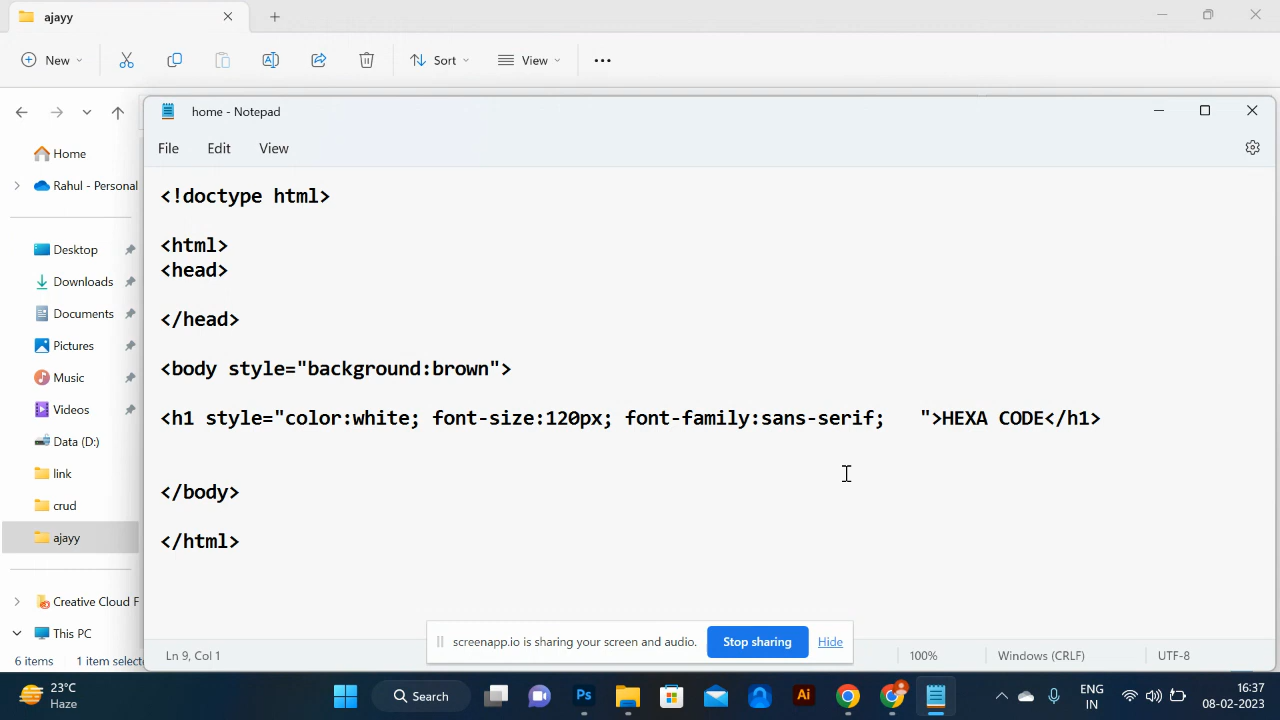 ajayy
New
Sort
View
home - Notepad
File Edit View
Home
Rahul - Personal
Desktop
Downloads
Documents
Pictures
Music
Videos
Data (D:)
link
crud
ajayy
Creative Cloud F
This PC
6 items 1 item select
<!doctype html>
<html>
<head>
</head>
<body style="background:brown">
<h1 style="color:white; font-size:120px; font-family:sans-serif;   ">HEXA CODE</h1>
</body>
</html>
screenapp.io is sharing your screen and audio. Stop sharing Hide
Ln 9, Col 1 100% Windows (CRLF) UTF-8
23°C
Haze
Search
Ps
Ai
ENG
IN
16:37
08-02-2023